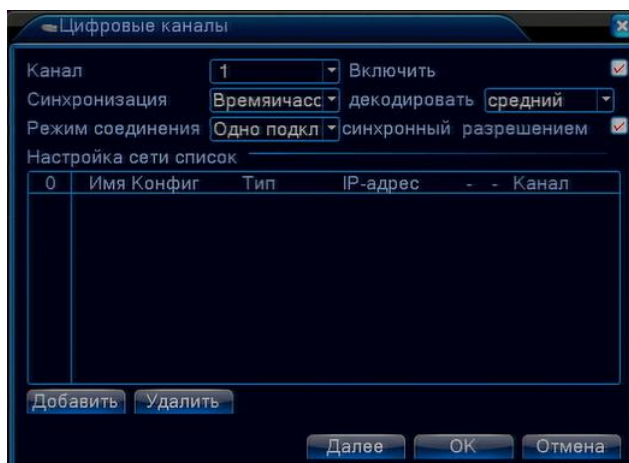 Цифровые каналы
Канал 1 Включить
Синхронизация Времяичасс декодировать средний
Режим соединения Одно подкл синхронный разрешением
Настройка сети список
0 Имя Конфиг Тип IP-адрес - - Канал
Добавить Удалить
Далее OK Отмена